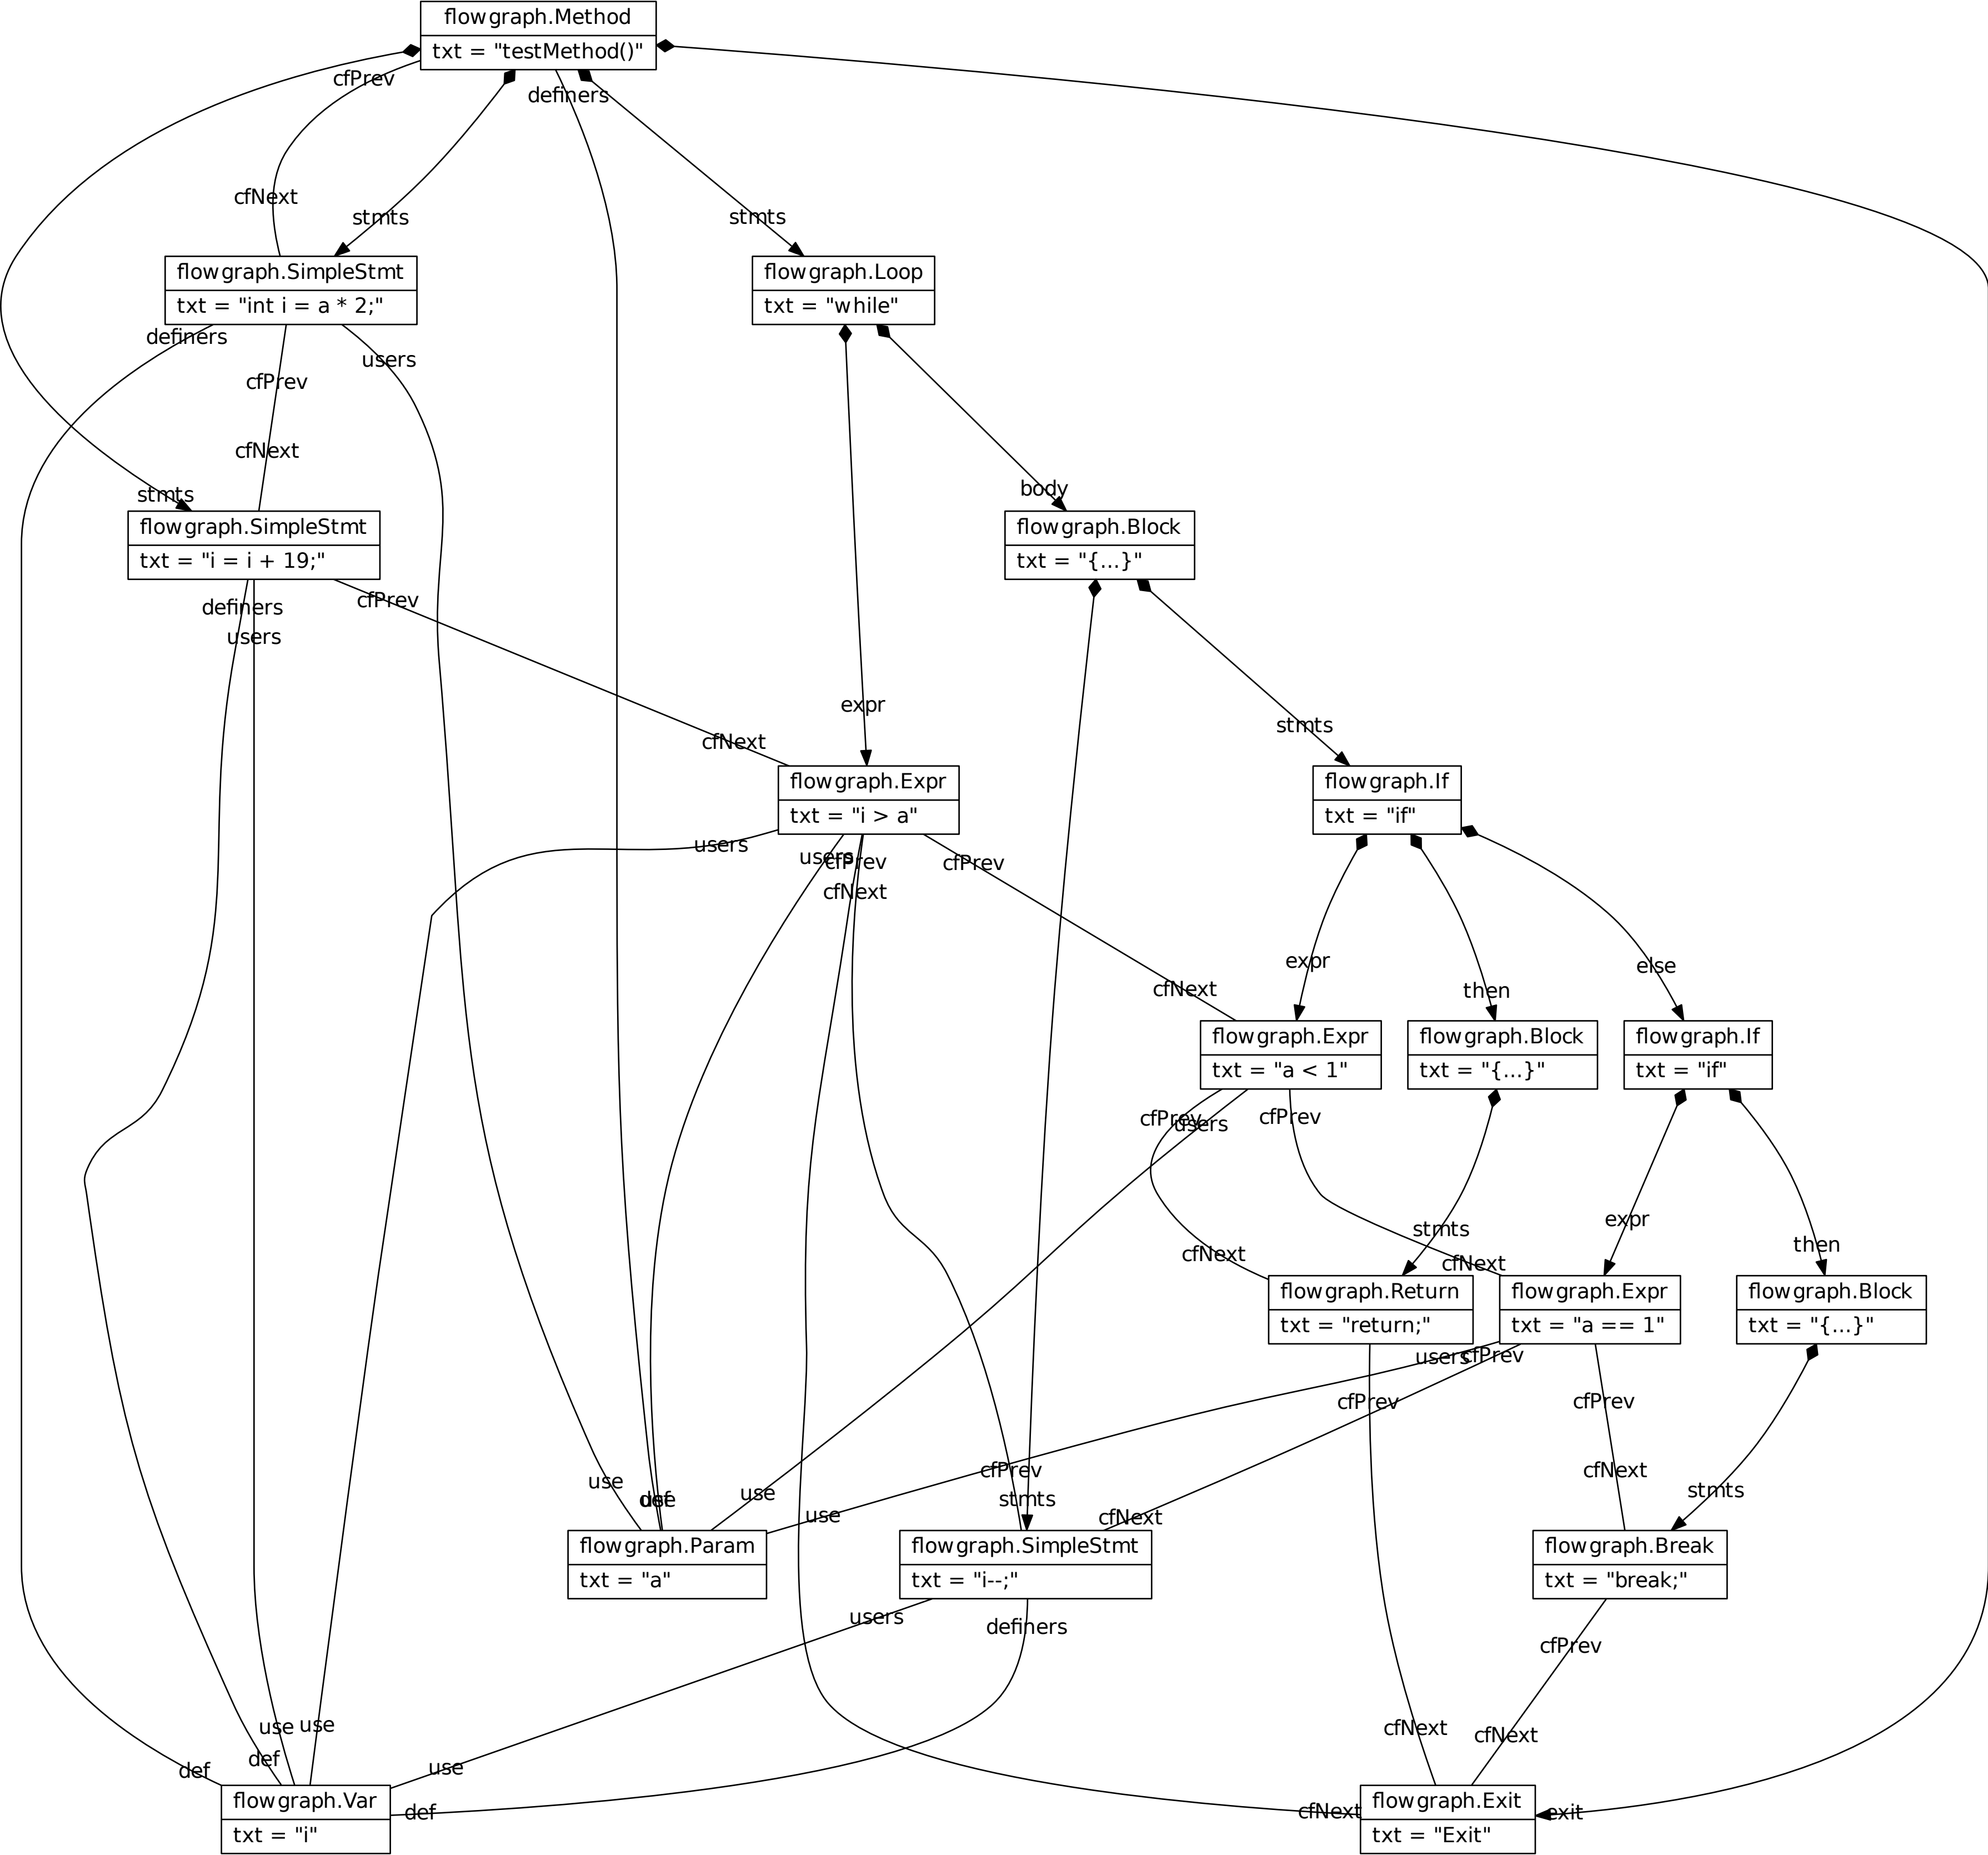 flowgraph.Method
txt = "testMethod()"
cfPrev
definers
cfNext
stmts
stmts
flowgraph.SimpleStmt
txt = "int i = a * 2;"
flowgraph.Loop
txt = "while"
definers
users
cfPrev
cfNext
stmts
body
flowgraph.SimpleStmt
txt = "i = i + 19;"
flowgraph.Block
txt = "{...}"
definers
users
cfPrev
expr
cfNext
stmts
flowgraph.Expr
txt = "i > a"
flowgraph.If
txt = "if"
users
users
cfPrev
cfNext
cfPrev
expr
else
cfNext
then
flowgraph.Expr
txt = "a < 1"
flowgraph.Block
txt = "{...}"
flowgraph.If
txt = "if"
cfPrev
users
cfPrev
expr
stmts
then
cfNext
cfNext
flowgraph.Return
txt = "return;"
flowgraph.Expr
txt = "a == 1"
flowgraph.Block
txt = "{...}"
users
cfPrev
cfPrev
cfPrev
cfPrev
cfNext
use
stmts
use
def
use
stmts
use
cfNext
flowgraph.Param
txt = "a"
flowgraph.SimpleStmt
txt = "i--;"
flowgraph.Break
txt = "break;"
users
definers
cfPrev
use
use
cfNext
cfNext
def
def
use
def
cfNext
exit
flowgraph.Var
txt = "i"
flowgraph.Exit
txt = "Exit"